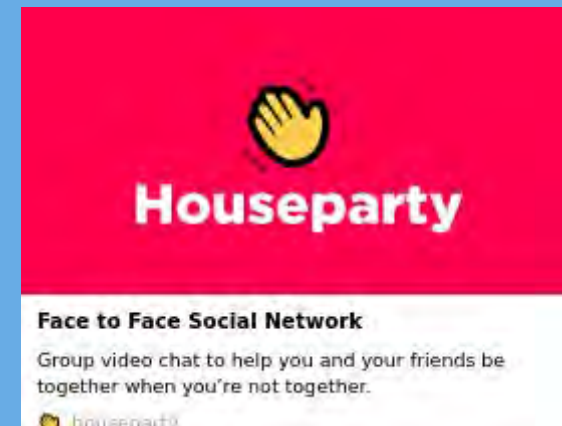 Houseparty
Face to Face Social Network
Group video chat to help you and your friends be
together when you're not together.
houseparty